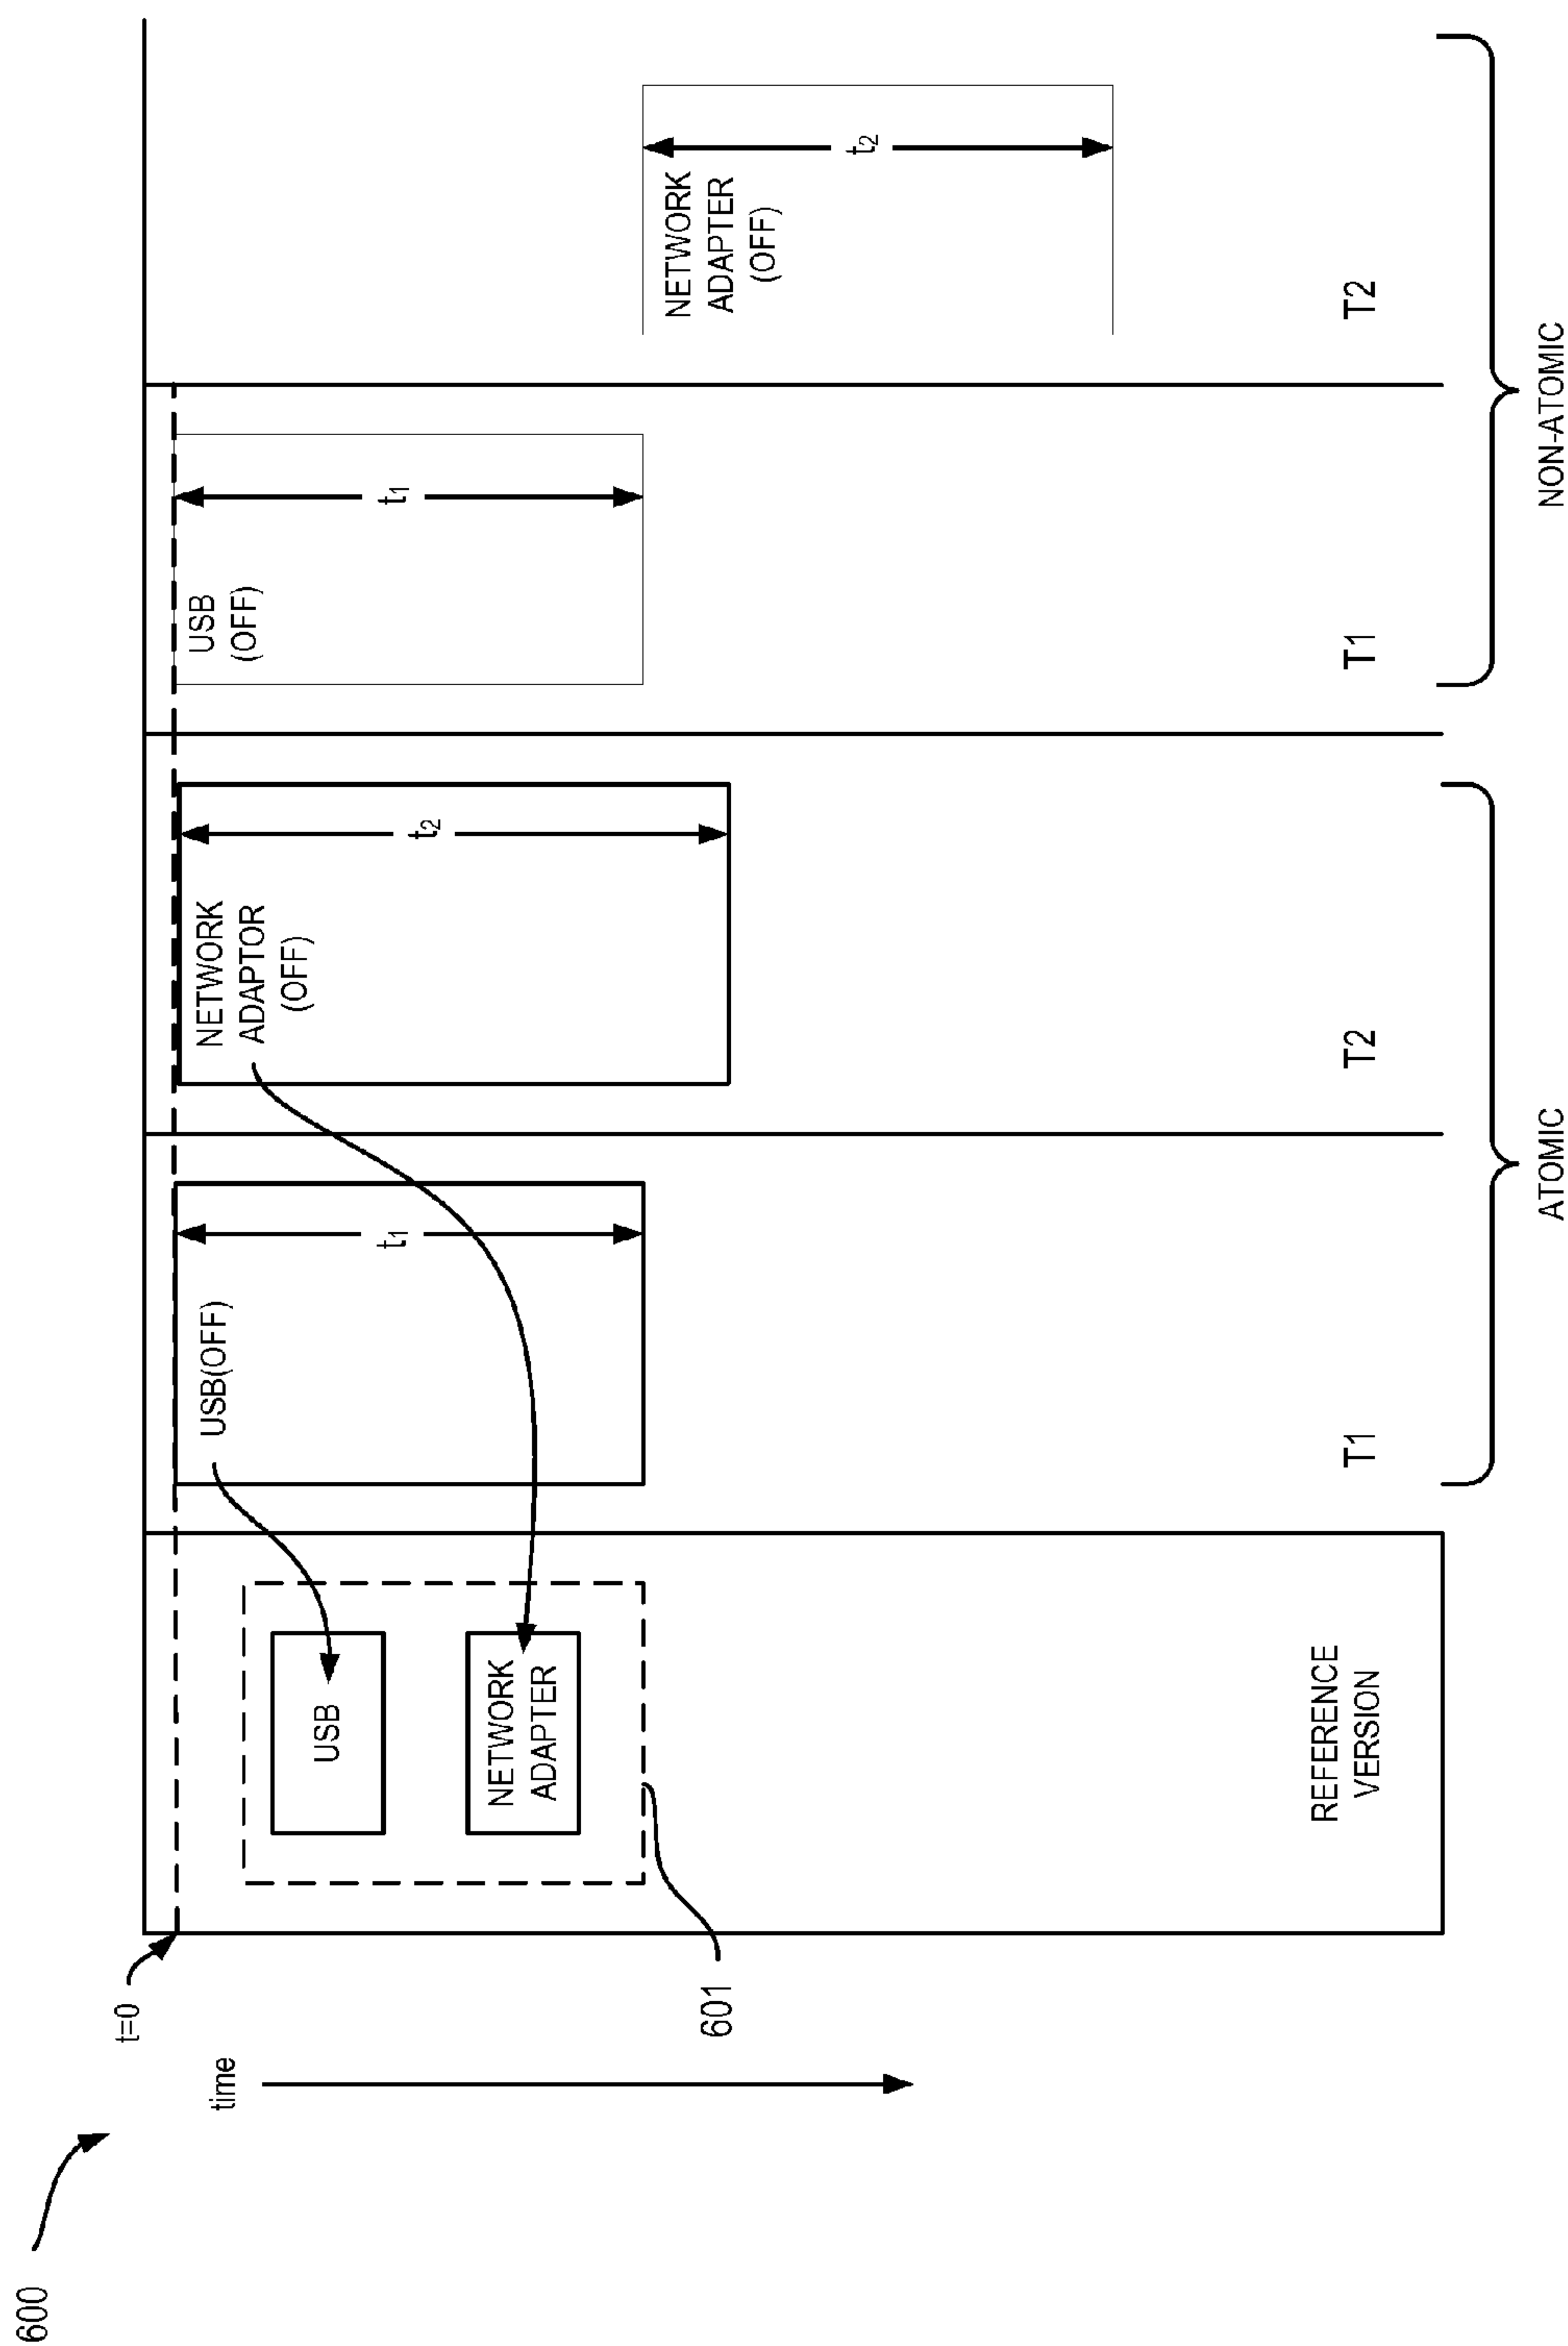 600
t=0
time
601
USB
NETWORK
ADAPTER
REFERENCE
VERSION
USB(OFF)
t1
T1
NETWORK
ADAPTOR
(OFF)
t2
T2
ATOMIC
USB
(OFF)
t1
T1
NETWORK
ADAPTER
(OFF)
t2
T2
NON-ATOMIC